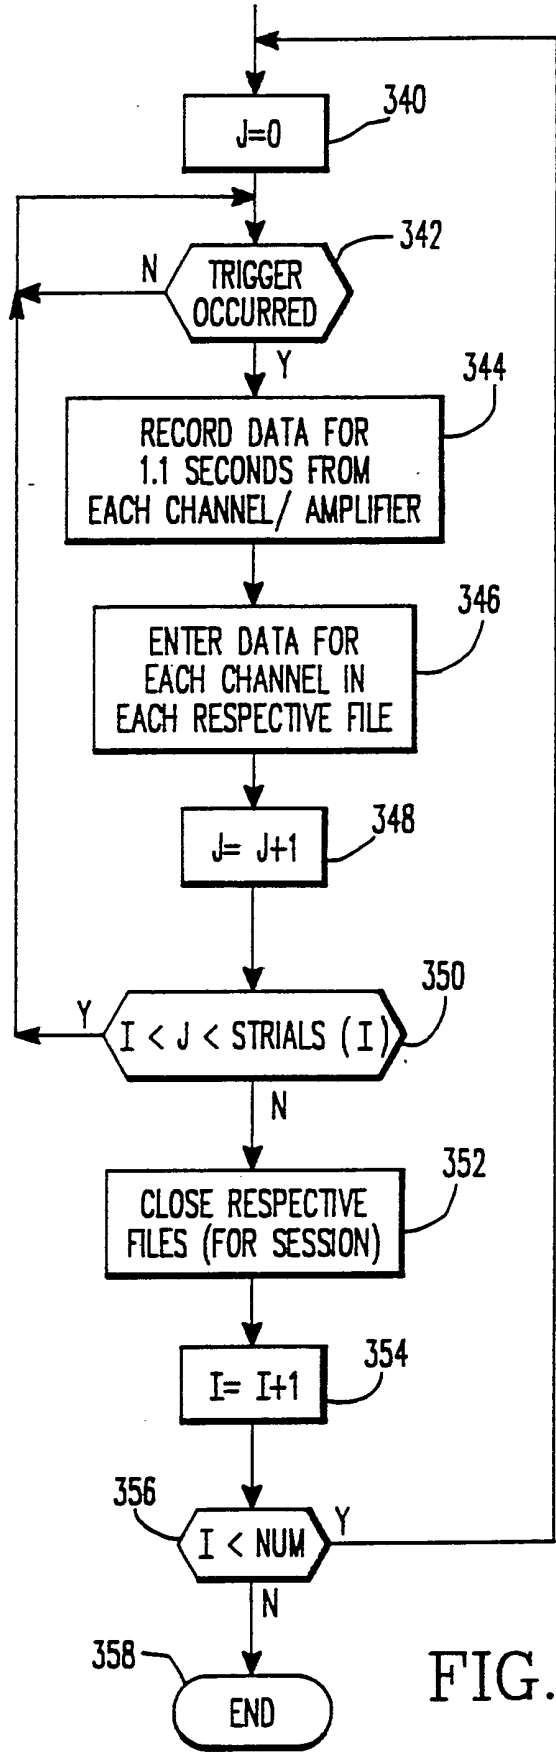 340
J=0
342
N
TRIGGER
OCCURRED
Y
344
RECORD DATA FOR
1.1 SECONDS FROM
EACH CHANNEL/ AMPLIFIER
346
ENTER DATA FOR
EACH CHANNEL IN
EACH RESPECTIVE FILE
348
J= J+1
350
Y
I < J < STRIALS (I)
N
352
CLOSE RESPECTIVE
FILES (FOR SESSION)
354
I= I+1
356
I < NUM
Y
N
358
END
FIG.